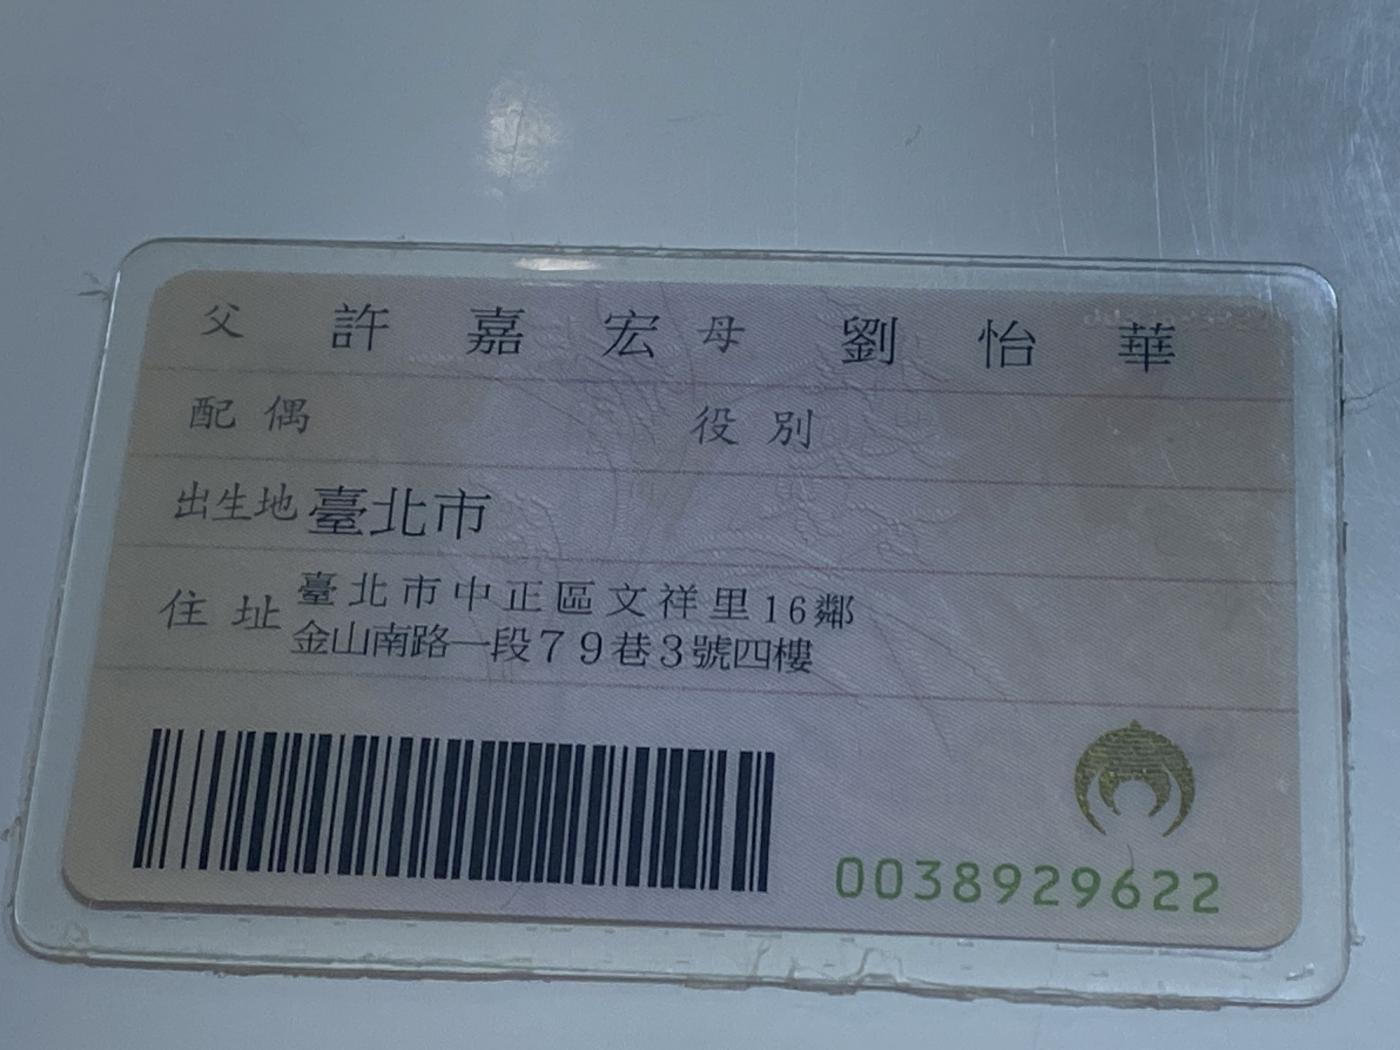 父 許嘉宏 母 劉怡華
配偶 役別
出生地 臺北市
住址 臺北市中正區文祥里16鄰
金山南路一段79巷3號四樓
0038929622